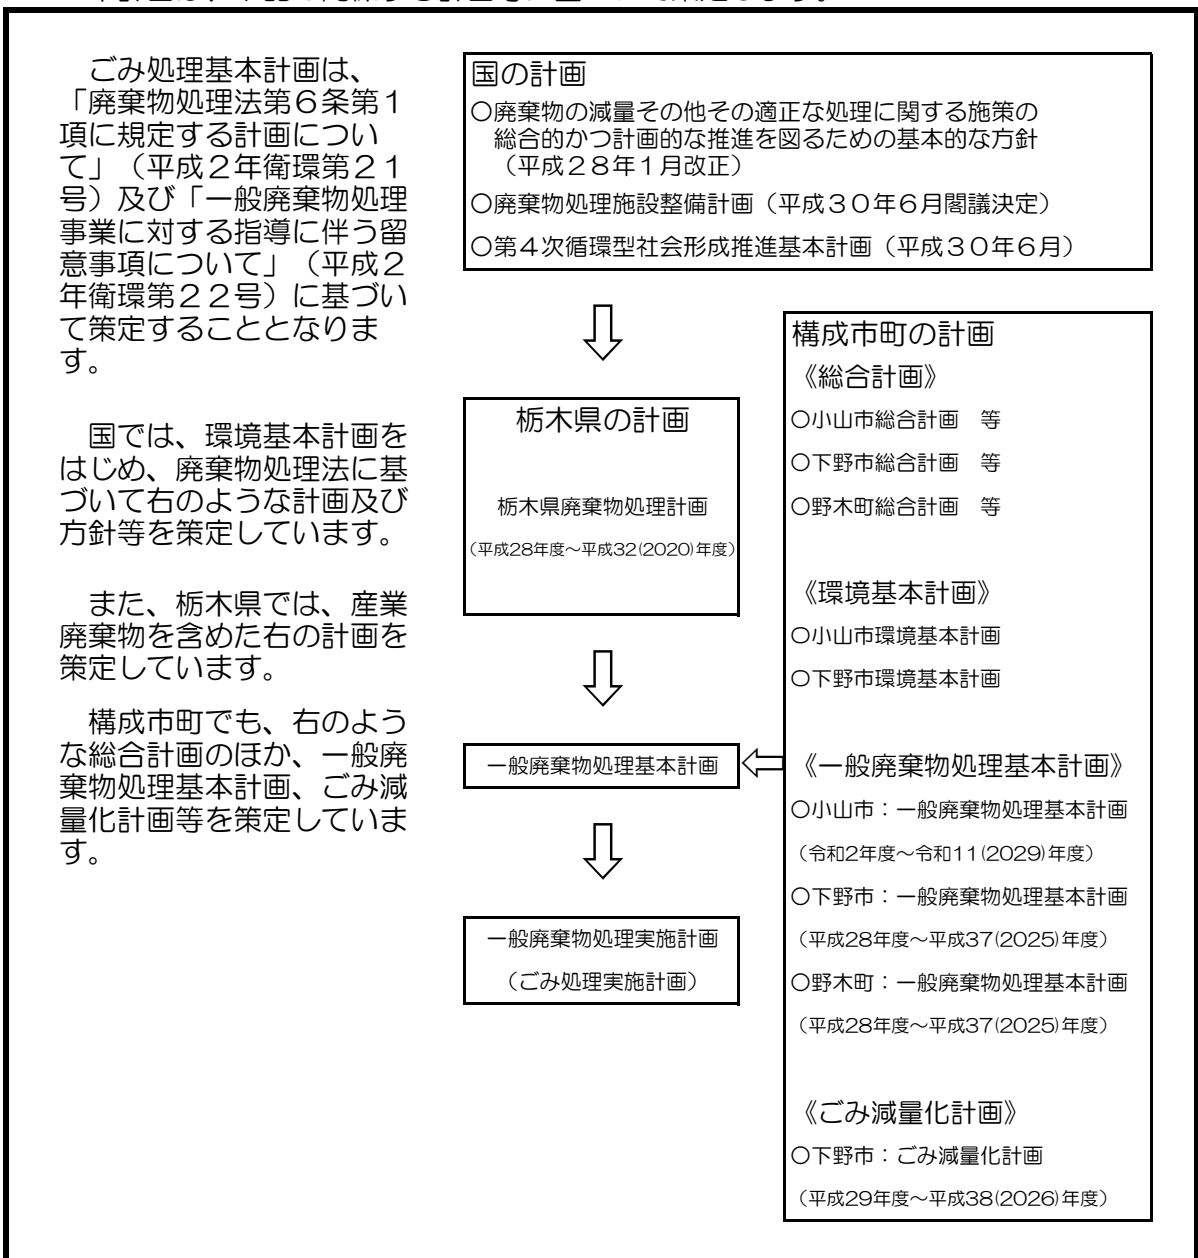 ごみ処理基本計画は、
「廃棄物処理法第６条第１
項に規定する計画につい
て」（平成２年衛環第２１
号）及び「一般廃棄物処理
事業に対する指導に伴う留
意事項について」（平成２
年衛環第２２号）に基づい
て策定することとなりま
す。
国では、環境基本計画を
はじめ、廃棄物処理法に基
づいて右のような計画及び
方針等を策定しています。
また、栃木県では、産業
廃棄物を含めた右の計画を
策定しています。
構成市町でも、右のよう
な総合計画のほか、一般廃
棄物処理基本計画、ごみ減
量化計画等を策定していま
す。
国の計画
○廃棄物の減量その他その適正な処理に関する施策の
総合的かつ計画的な推進を図るための基本的な方針
（平成２８年１月改正）
○廃棄物処理施設整備計画（平成３０年６月閣議決定）
○第４次循環型社会形成推進基本計画（平成３０年６月）
栃木県の計画
栃木県廃棄物処理計画
（平成28年度～平成32(2020)年度）
一般廃棄物処理基本計画
一般廃棄物処理実施計画
（ごみ処理実施計画）
構成市町の計画
《総合計画》
○小山市総合計画　等
○下野市総合計画　等
○野木町総合計画　等
《環境基本計画》
○小山市環境基本計画
○下野市環境基本計画
《一般廃棄物処理基本計画》
○小山市：一般廃棄物処理基本計画
（令和2年度～令和11(2029)年度）
○下野市：一般廃棄物処理基本計画
（平成28年度～平成37(2025)年度）
○野木町：一般廃棄物処理基本計画
（平成28年度～平成37(2025)年度）
《ごみ減量化計画》
○下野市：ごみ減量化計画
（平成29年度～平成38(2026)年度）